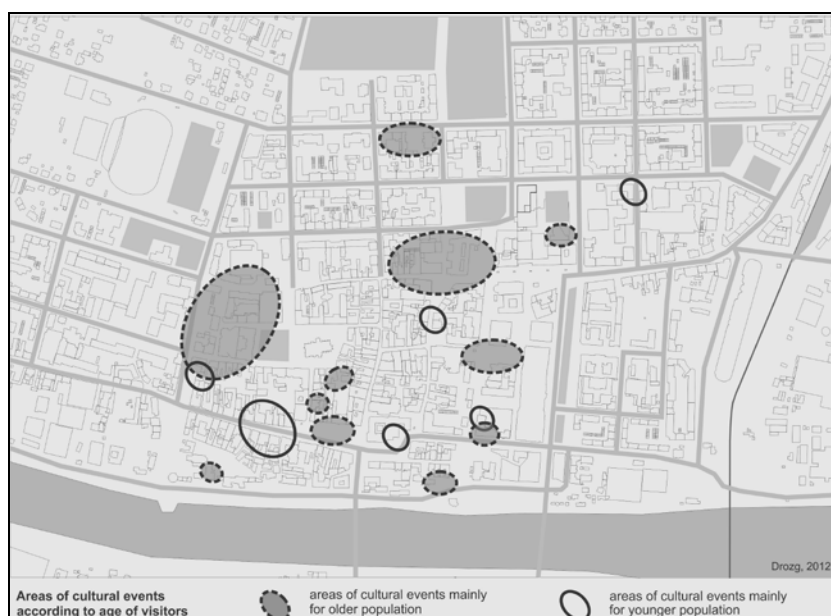 Drozg, 2012
Areas of cultural events
according to age of visitors
areas of cultural events mainly
for older population
areas of cultural events mainly
for younger population